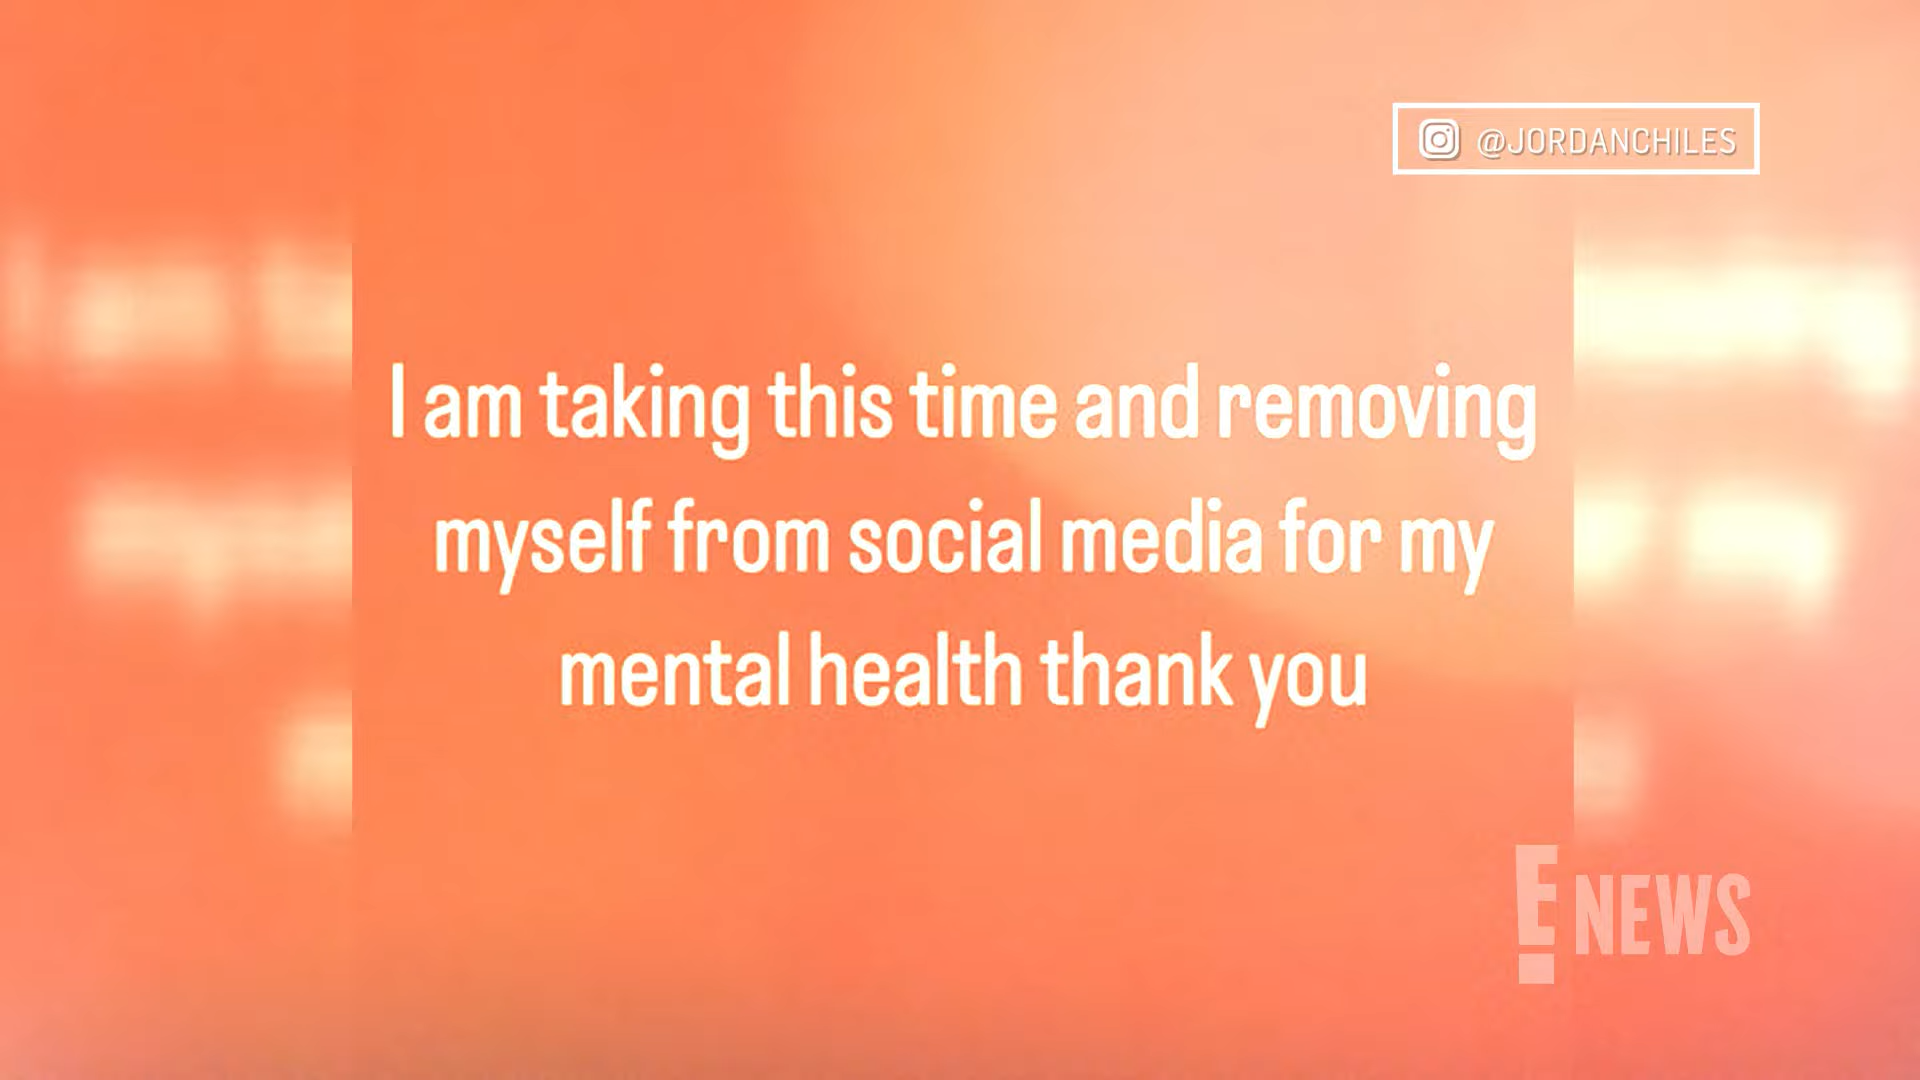 @JORDANCHILES
I am taking this time and removing
myself from social media for my
mental health thank you
E! NEWS